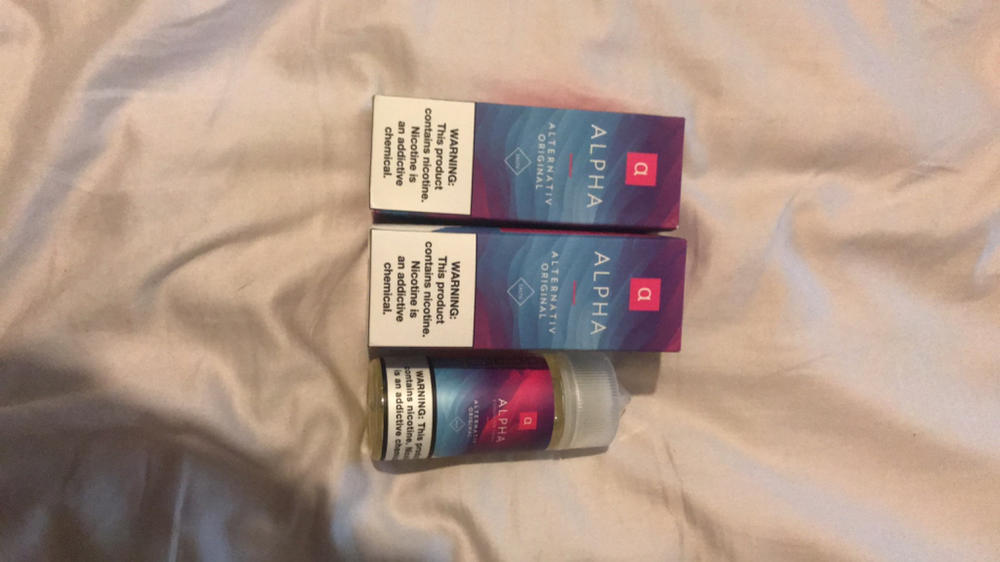 α
ALPHA
ALTERNATIV
ORIGINAL
WARNING:
This product
contains nicotine.
Nicotine is
an addictive
chemical.
α
ALPHA
ALTERNATIV
ORIGINAL
WARNING:
This product
contains nicotine.
Nicotine is
an addictive
chemical.
α
ALPHA
ALTERNATIV
ORIGINAL
WARNING: This
contains nicotine.
is an addictive